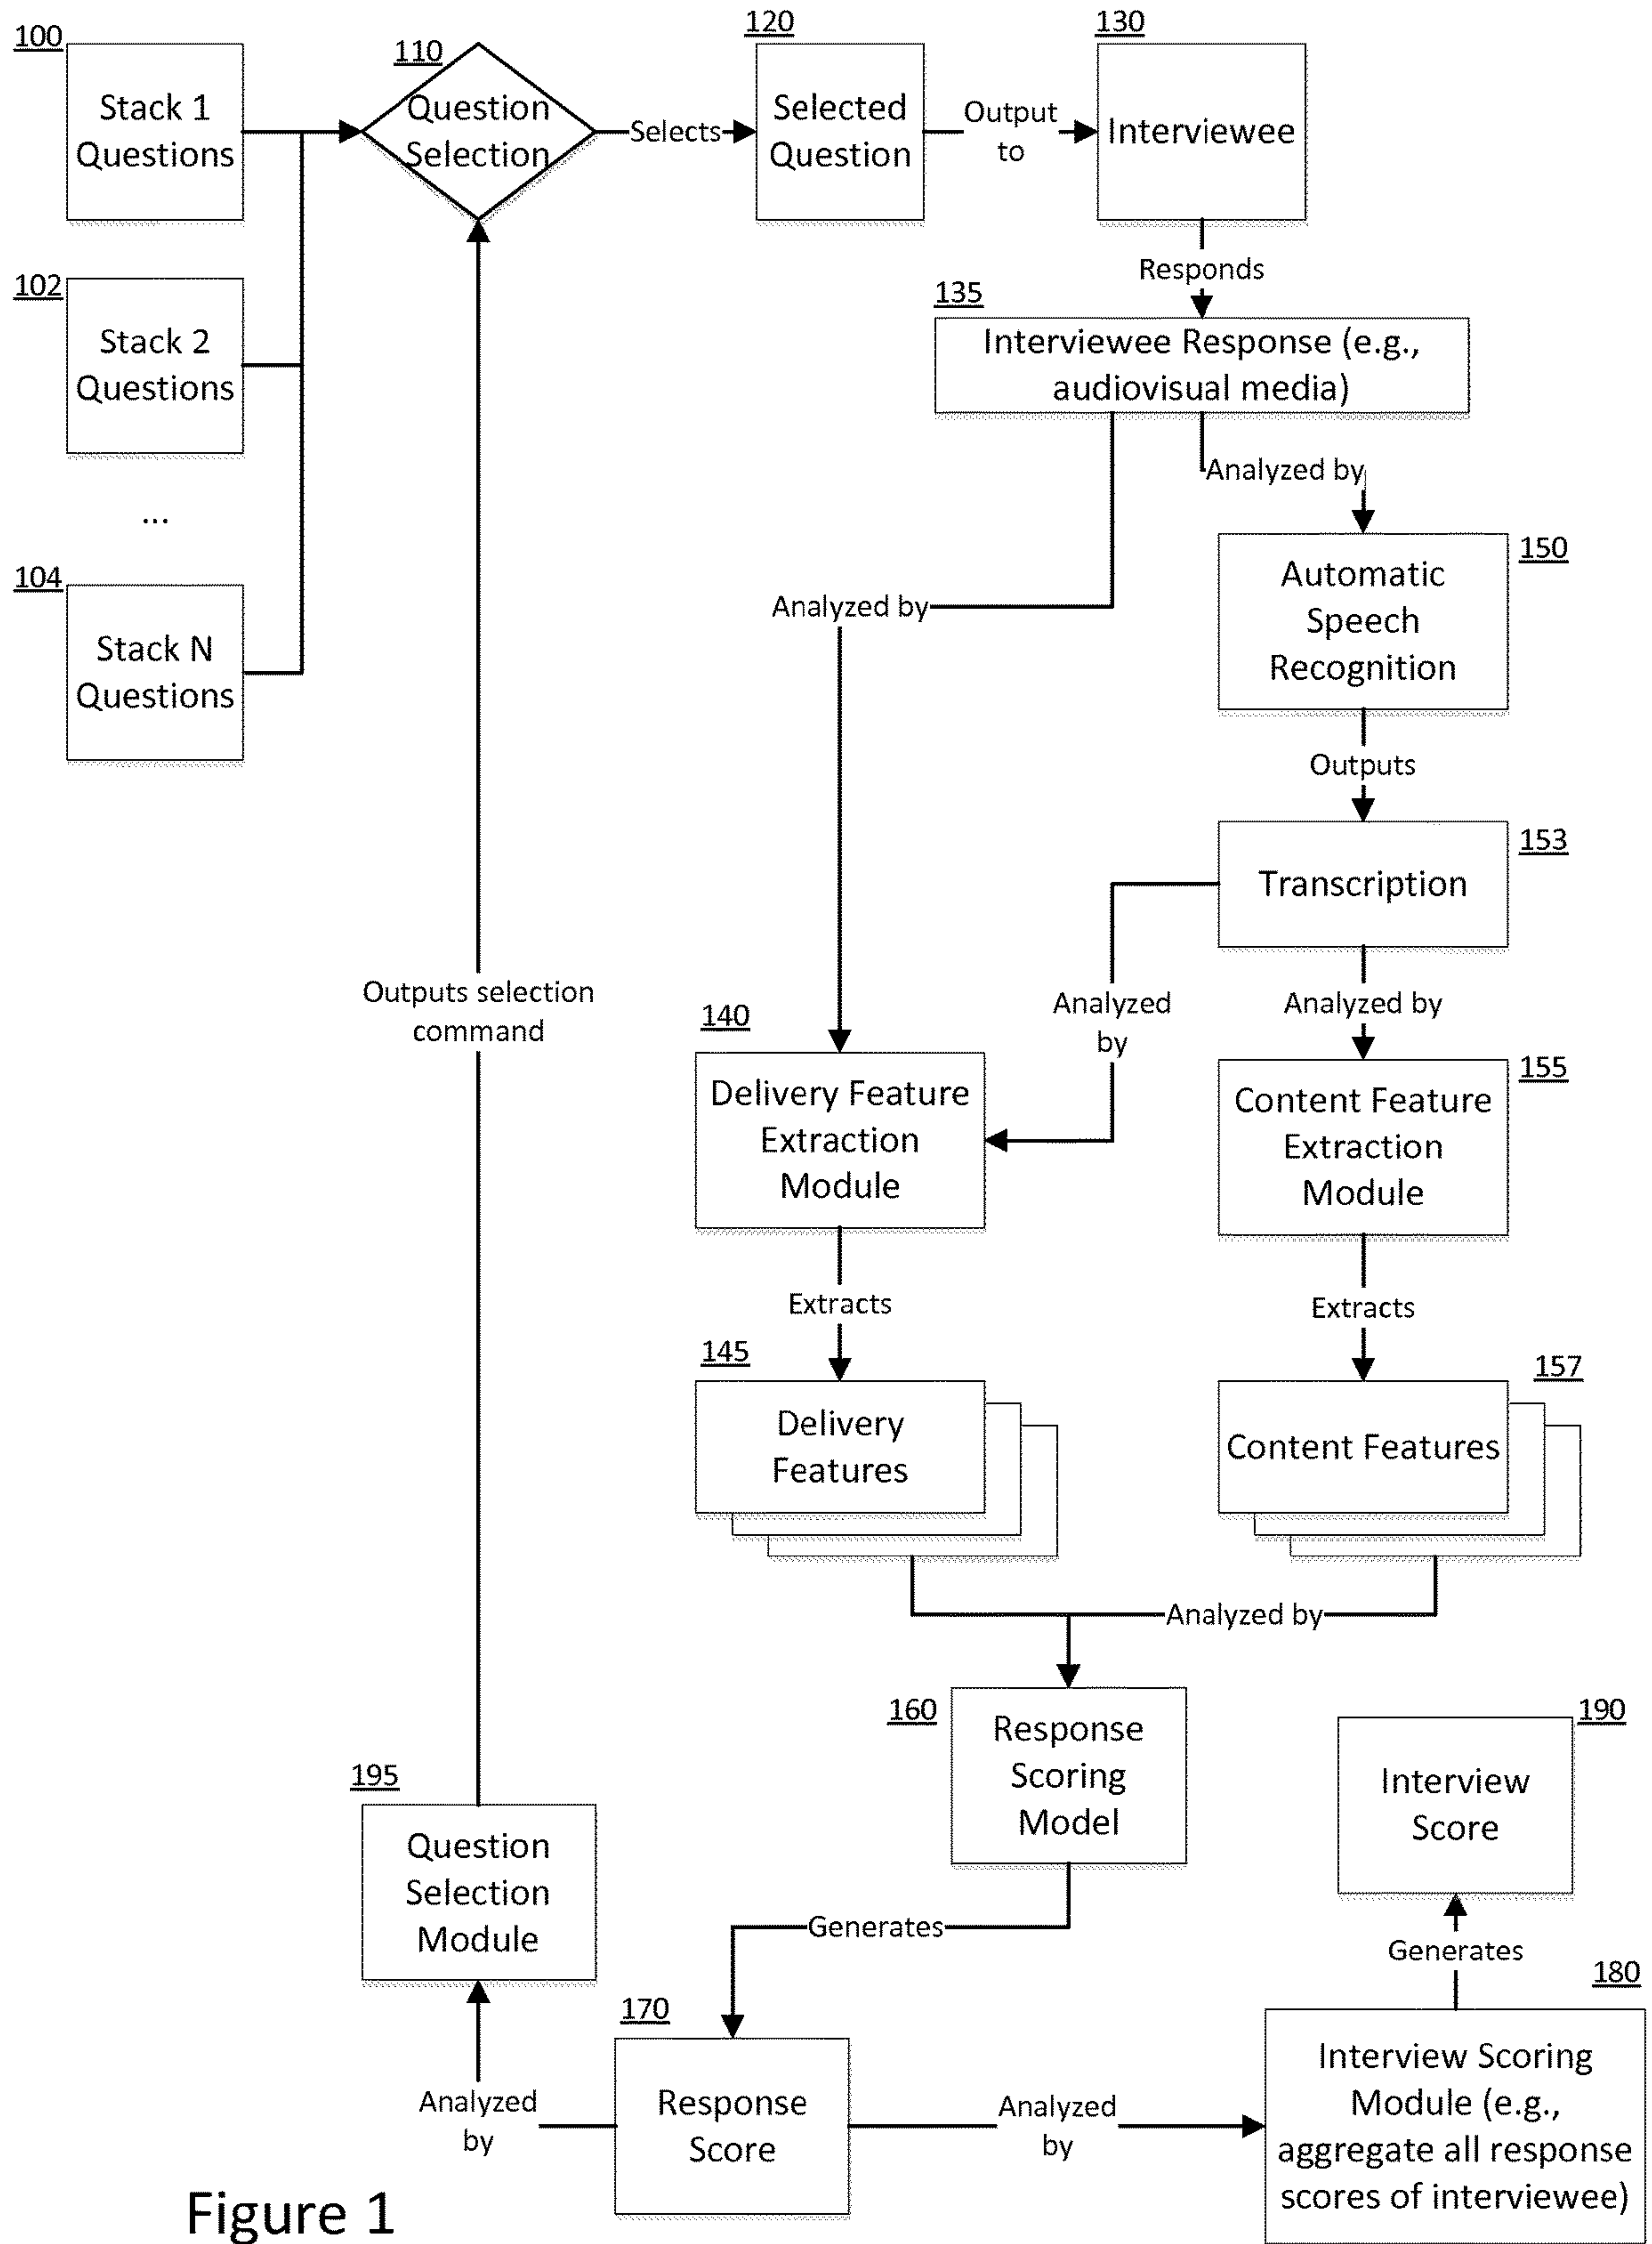 100
Stack 1
Questions
110
Question
Selection
Selects
120
Selected
Question
Output
to
130
Interviewee
Responds
102
Stack 2
Questions
...
104
Stack N
Questions
135
Interviewee Response (e.g.,
audiovisual media)
Analyzed by
Analyzed by
150
Automatic
Speech
Recognition
Outputs
153
Transcription
Analyzed
by
Analyzed by
Outputs selection
command
140
Delivery Feature
Extraction
Module
155
Content Feature
Extraction
Module
Extracts
Extracts
145
Delivery
Features
157
Content Features
Analyzed by
160
Response
Scoring
Model
190
Interview
Score
195
Question
Selection
Module
Generates
Generates
170
Response
Score
Analyzed
by
Analyzed
by
180
Interview Scoring
Module (e.g.,
aggregate all response
scores of interviewee)
Figure 1